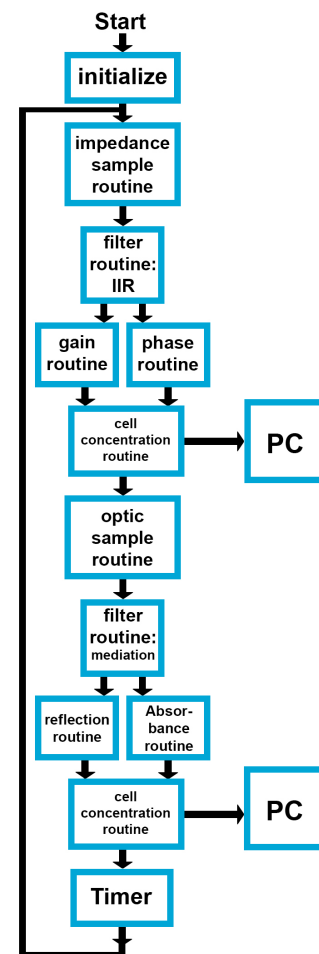 Start
initialize
impedance
sample
routine
filter
routine:
IIR
gain
routine
phase
routine
cell
concentration
routine
PC
optic
sample
routine
filter
routine:
mediation
reflection
routine
Absor-
bance
routine
cell
concentration
routine
PC
Timer